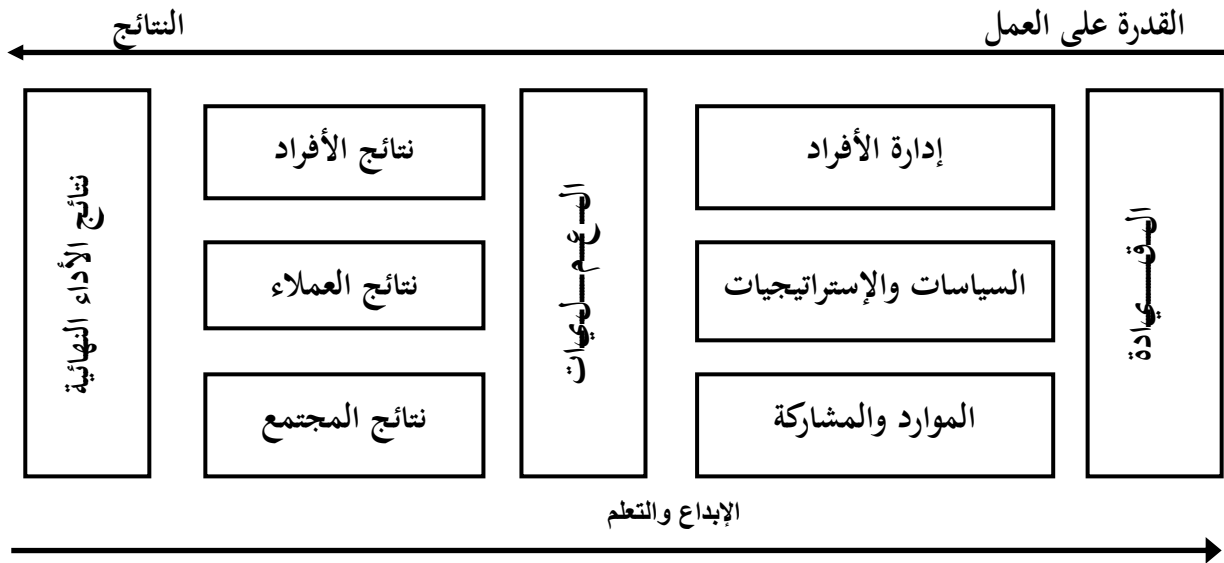 القدرة على العمل
النتائج
القيادة
إدارة الأفراد
السياسات والإستراتيجيات
الموارد والمشاركة
العمليات
نتائج الأفراد
نتائج العملاء
نتائج المجتمع
نتائج الأداء النهائية
الإبداع والتعلم